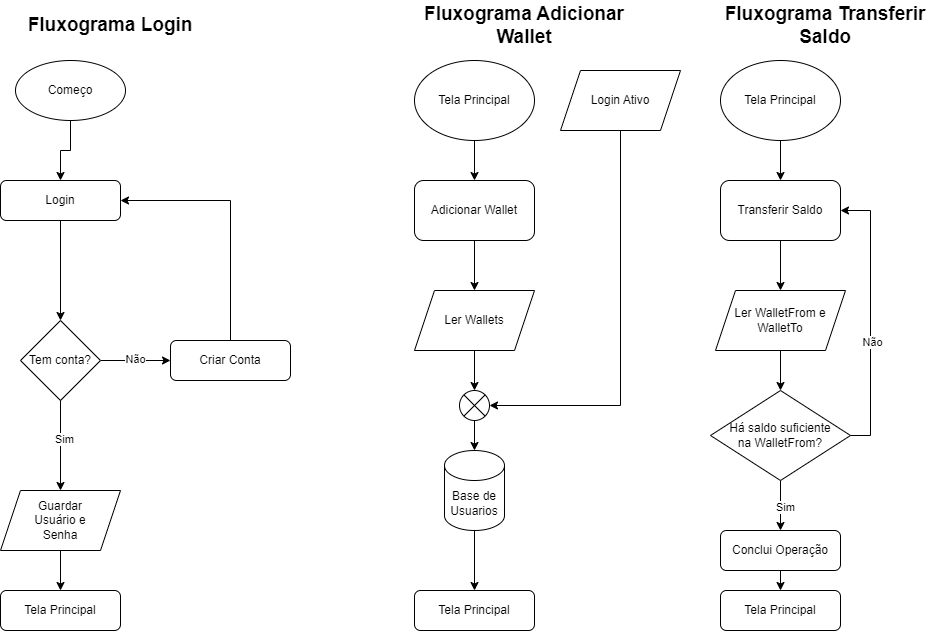 Fluxograma Login
Começo
Login
Tem conta?
Não
Criar Conta
Sim
Guardar
Usuário e
Senha
Tela Principal
Fluxograma Adicionar
Wallet
Tela Principal
Login Ativo
Adicionar Wallet
Ler Wallets
Base de
Usuarios
Tela Principal
Fluxograma Transferir
Saldo
Tela Principal
Transferir Saldo
Ler WalletFrom e
WalletTo
Não
Há saldo suficiente
na WalletFrom?
Sim
Conclui Operação
Tela Principal